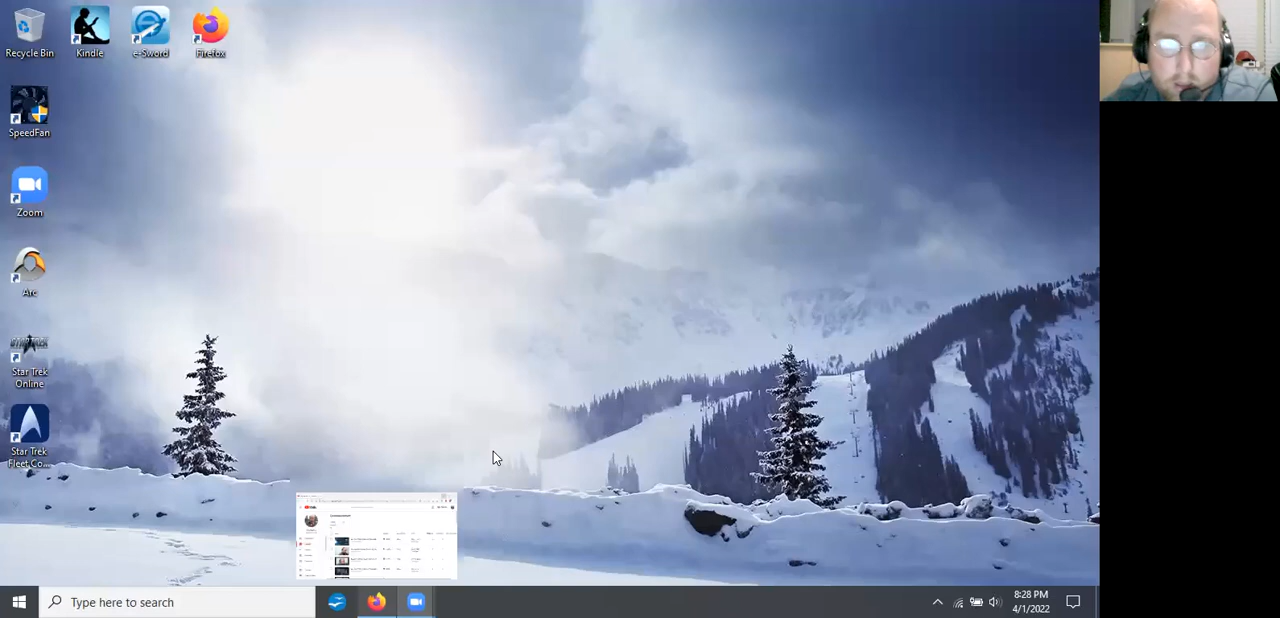 Recycle Bin
Kindle
e-Sword
Firefox
SpeedFan
Zoom
Arc
Star Trek
Online
Star Trek
Fleet Co...
Type here to search
8:28 PM
4/1/2022